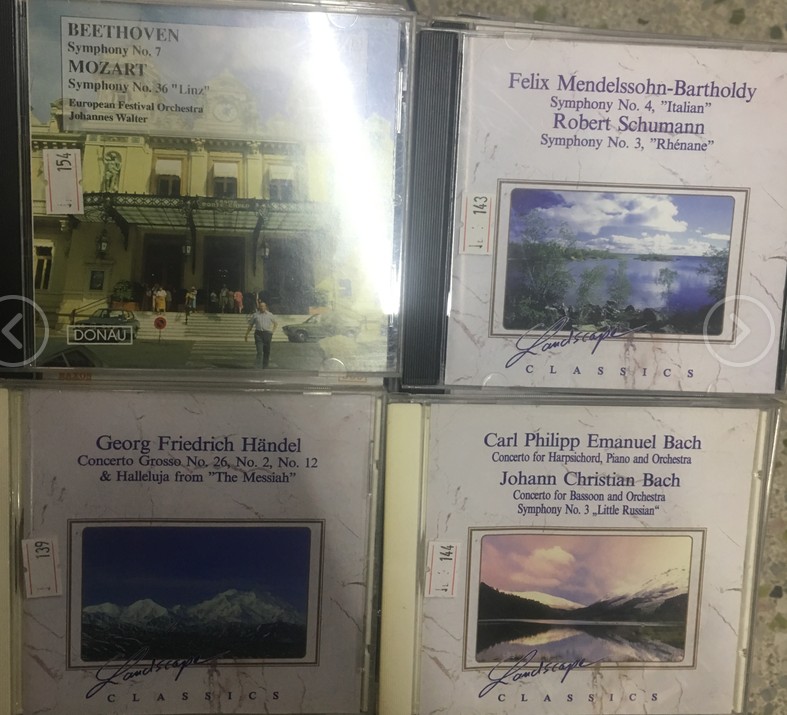 BEETHOVEN
Symphony No. 7
MOZART
Symphony No. 36 "Linz"
European Festival Orchestra
Johannes Walter
154
DONAU
Felix Mendelssohn-Bartholdy
Symphony No. 4, "Italian"
Robert Schumann
Symphony No. 3, "Rhénane"
143
Landscape
CLASSICS
Georg Friedrich Händel
Concerto Grosso No. 26, No. 2, No. 12
& Halleluja from "The Messiah"
139
Landscape
CLASSICS
Carl Philipp Emanuel Bach
Concerto for Harpsichord, Piano and Orchestra
Johann Christian Bach
Concerto for Bassoon and Orchestra
Symphony No. 3 „Little Russian“
144
Landscape
CLASSICS